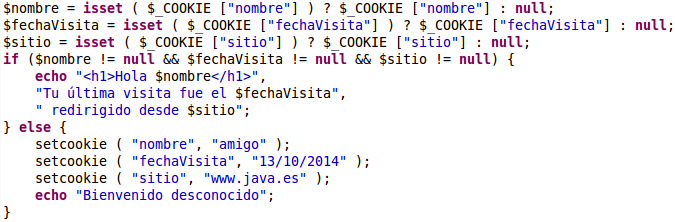 $nombre = isset ( $_COOKIE ["nombre"] ) ? $_COOKIE ["nombre"] : null;
$fechaVisita = isset ( $_COOKIE ["fechaVisita"] ) ? $_COOKIE ["fechaVisita"] : null;
$sitio = isset ( $_COOKIE ["sitio"] ) ? $_COOKIE ["sitio"] : null;
if ($nombre != null && $fechaVisita != null && $sitio != null) {
    echo "<h1>Hola $nombre</h1>",
    "Tu última visita fue el $fechaVisita",
    " redirigido desde $sitio";
} else {
    setcookie ( "nombre", "amigo" );
    setcookie ( "fechaVisita", "13/10/2014" );
    setcookie ( "sitio", "www.java.es" );
    echo "Bienvenido desconocido";
}